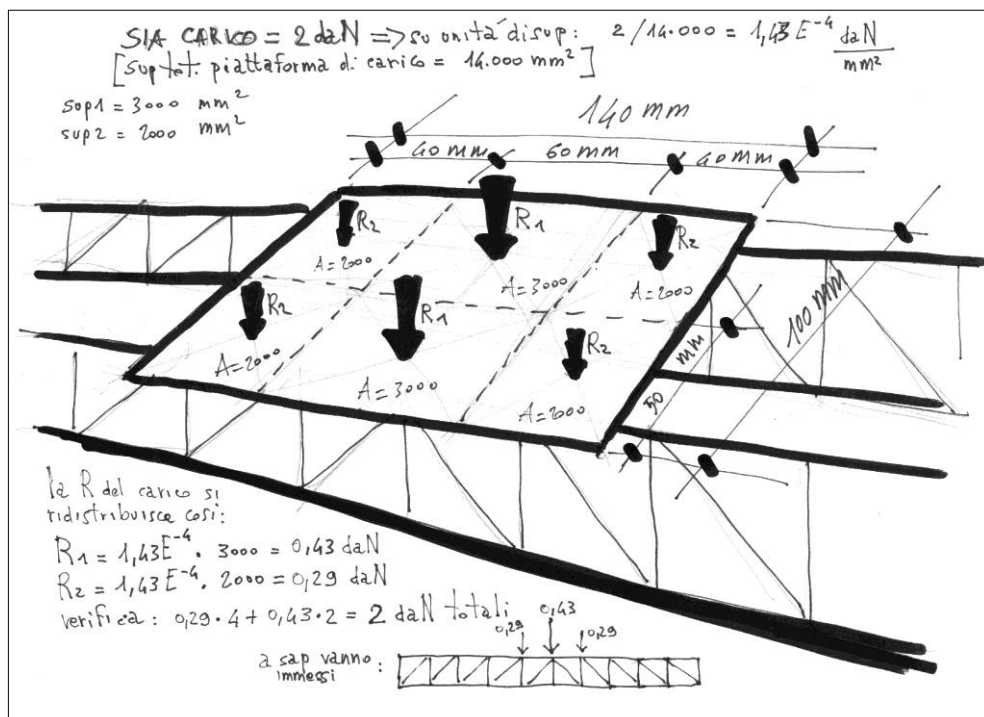 SIA CARICO = 2 daN => su unitá di sup: 2/14.000 = 1,43 E⁻⁴ daN/mm²
[sup tot. piattaforma di carico = 14.000 mm²]
sup1 = 3000 mm²
sup2 = 2000 mm²
140 mm
40 mm 60 mm 40 mm
R2 R1 R2
A=2000 A=3000 A=2000
R2 R1 R2
A=2000 A=3000 A=2000
50 mm
100 mm
la R del carico si
ridistribuisce così:
R1 = 1,43 E⁻⁴ · 3000 = 0,43 daN
R2 = 1,43 E⁻⁴ · 2000 = 0,29 daN
verifica: 0,29·4 + 0,43·2 = 2 daN totali
0,29 0,43 0,29
a sap vanno
immessi :